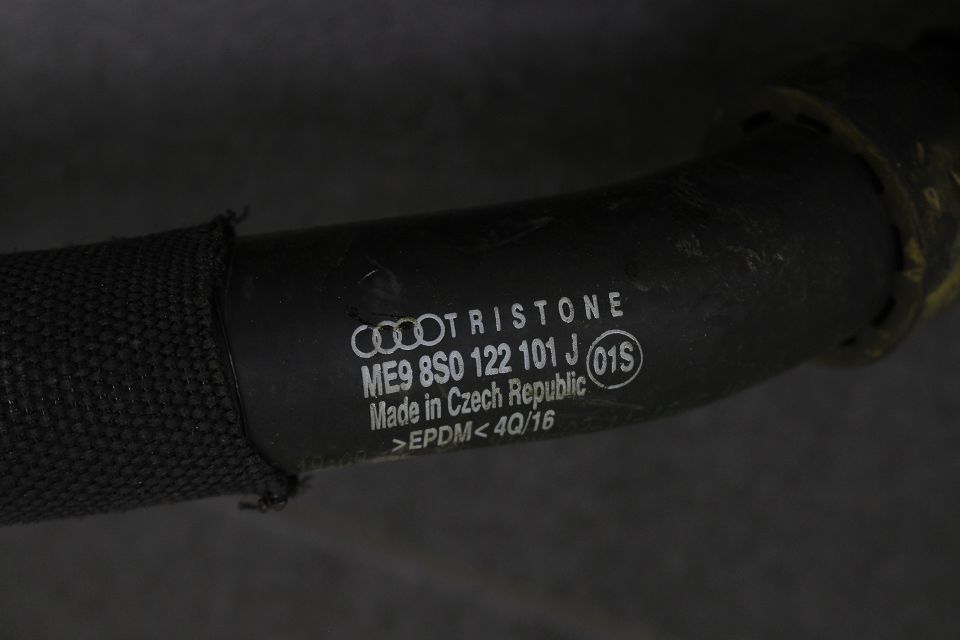 TRISTONE
ME9 8S0 122 101 J 01S
Made in Czech Republic
>EPDM< 4Q/16